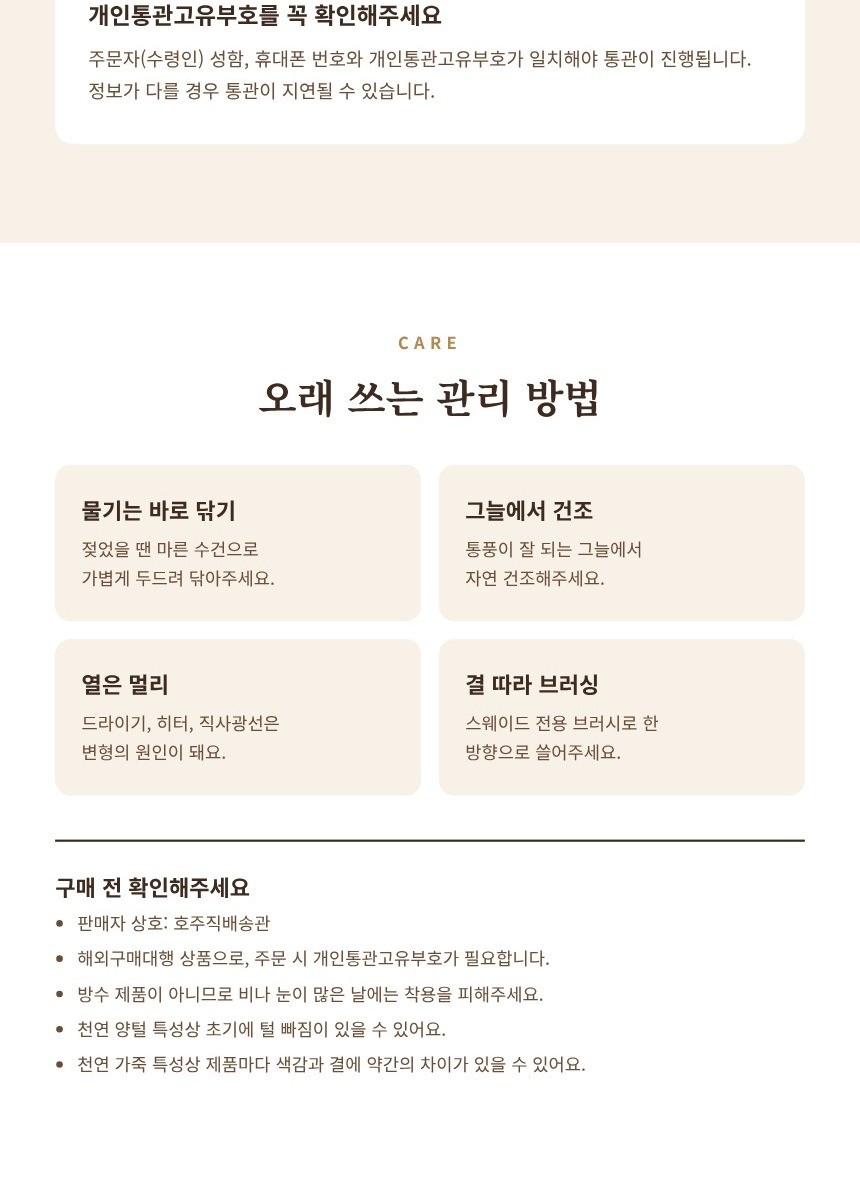 개인통관고유부호를 꼭 확인해주세요
주문자(수령인) 성함, 휴대폰 번호와 개인통관고유부호가 일치해야 통관이 진행됩니다.
정보가 다를 경우 통관이 지연될 수 있습니다.
CARE
오래 쓰는 관리 방법
물기는 바로 닦기
젖었을 땐 마른 수건으로
가볍게 두드려 닦아주세요.
그늘에서 건조
통풍이 잘 되는 그늘에서
자연 건조해주세요.
열은 멀리
드라이기, 히터, 직사광선은
변형의 원인이 돼요.
결 따라 브러싱
스웨이드 전용 브러시로 한
방향으로 쓸어주세요.
구매 전 확인해주세요
• 판매자 상호: 호주직배송관
• 해외구매대행 상품으로, 주문 시 개인통관고유부호가 필요합니다.
• 방수 제품이 아니므로 비나 눈이 많은 날에는 착용을 피해주세요.
• 천연 양털 특성상 초기에 털 빠짐이 있을 수 있어요.
• 천연 가죽 특성상 제품마다 색감과 결에 약간의 차이가 있을 수 있어요.